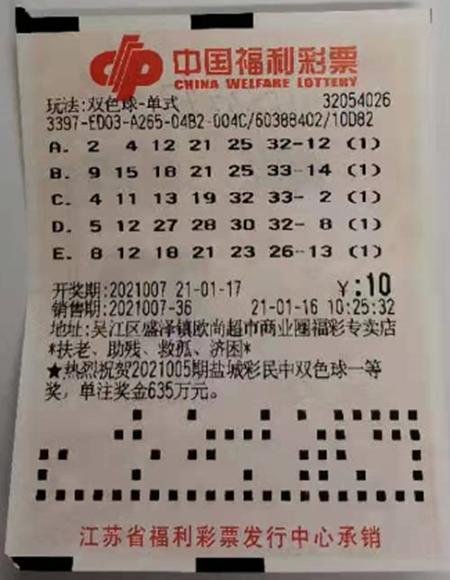 中国福利彩票
CHINA WELFARE LOTTERY
玩法:双色球-单式 32054026
3397-ED03-A265-04B2-004C/60388402/10D82
A. 2 4 12 21 25 32-12 (1)
B. 9 15 18 21 25 33-14 (1)
C. 4 11 13 19 32 33- 2 (1)
D. 5 12 27 28 30 32- 8 (1)
E. 8 12 18 21 23 26-13 (1)
开奖期:2021007 21-01-17 ¥:10
销售期:2021007-36 21-01-16 10:25:32
地址:吴江区盛泽镇欧尚超市商业圈福彩专卖店
*扶老、助残、救孤、济困*
★热烈祝贺2021005期盐城彩民中双色球一等
奖,单注奖金635万元。
江苏省福利彩票发行中心承销